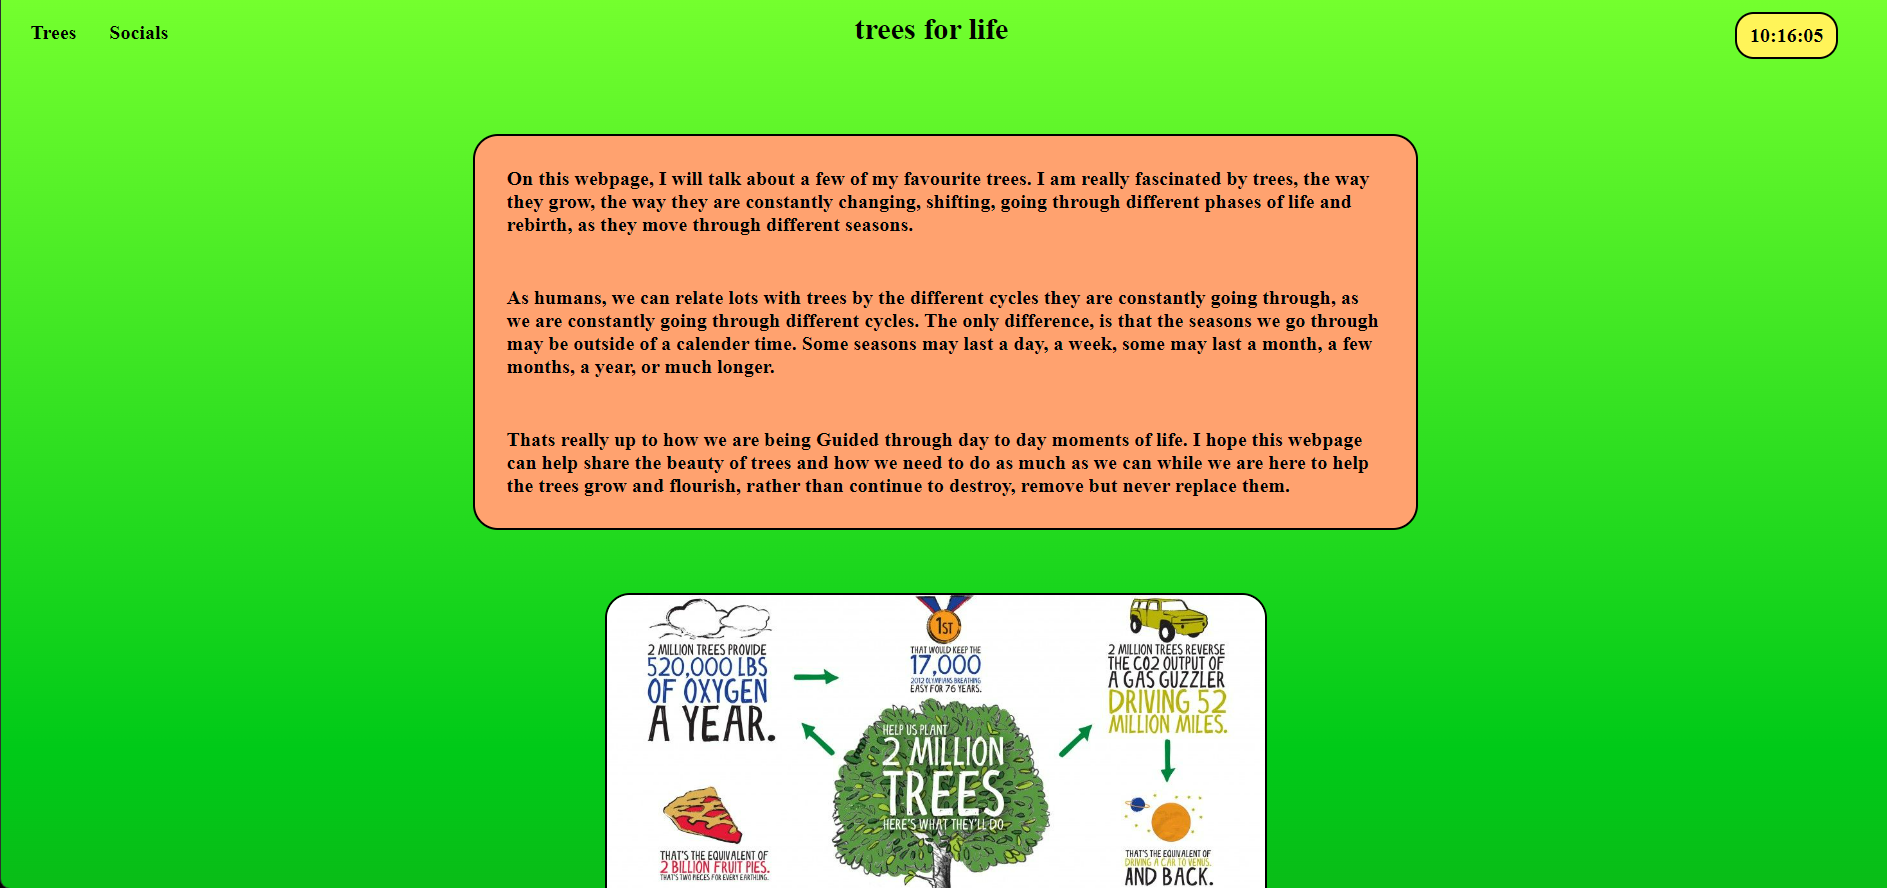 Trees Socials trees for life 10:16:05
On this webpage, I will talk about a few of my favourite trees. I am really fascinated by trees, the way
they grow, the way they are constantly changing, shifting, going through different phases of life and
rebirth, as they move through different seasons.
As humans, we can relate lots with trees by the different cycles they are constantly going through, as
we are constantly going through different cycles. The only difference, is that the seasons we go through
may be outside of a calender time. Some seasons may last a day, a week, some may last a month, a few
months, a year, or much longer.
Thats really up to how we are being Guided through day to day moments of life. I hope this webpage
can help share the beauty of trees and how we need to do as much as we can while we are here to help
the trees grow and flourish, rather than continue to destroy, remove but never replace them.
2 MILLION TREES PROVIDE
520,000 LBS
OF OXYGEN
A YEAR.
1ST
THAT WOULD KEEP THE
17,000
2012 OLYMPIANS BREATHING
EASY FOR 76 YEARS.
2 MILLION TREES REVERSE
THE CO2 OUTPUT OF
A GAS GUZZLER
DRIVING 52
MILLION MILES.
HELP US PLANT
2 MILLION
TREES
HERE'S WHAT THEY'LL DO
THAT'S THE EQUIVALENT OF
2 BILLION FRUIT PIES.
THAT'S TWO PIECES FOR EVERY EARTHLING.
THAT'S THE EQUIVALENT OF
DRIVING A CAR TO VENUS.
AND BACK.